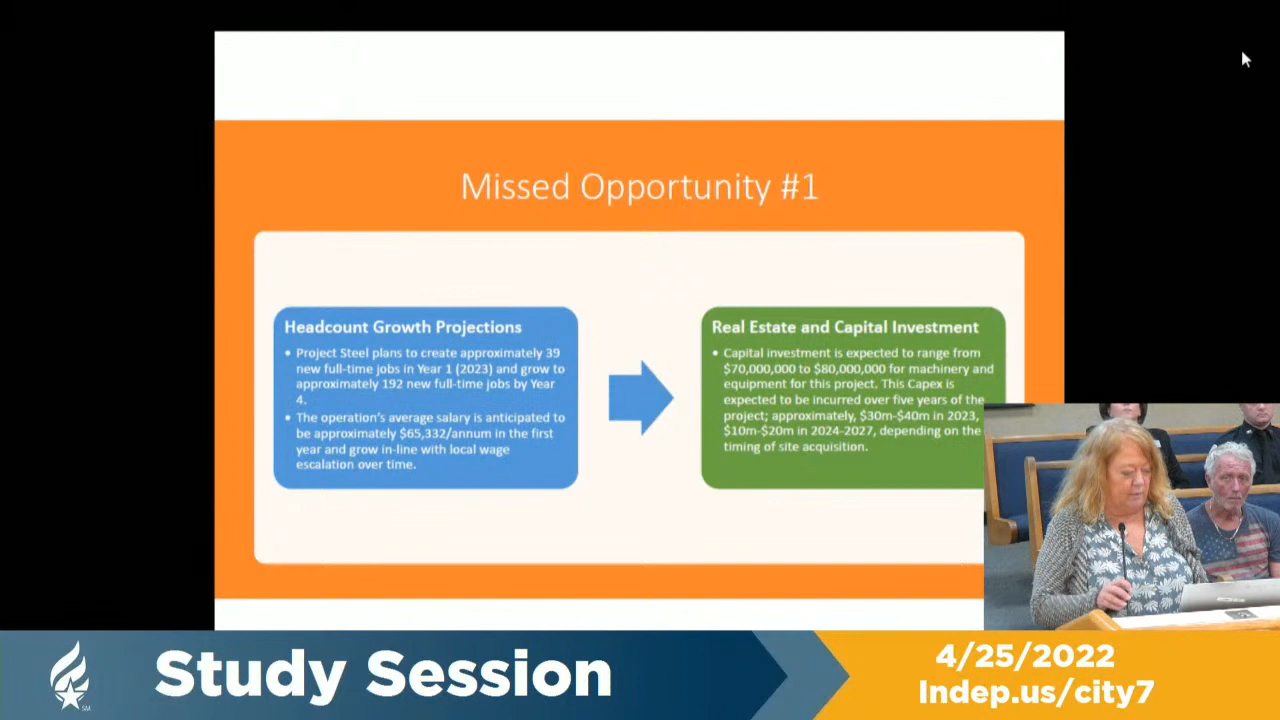 Missed Opportunity #1
Headcount Growth Projections
• Project Steel plans to create approximately 39
new full-time jobs in Year 1 (2023) and grow to
approximately 192 new full-time jobs by Year
4.
• The operation's average salary is anticipated to
be approximately $65,332/annum in the first
year and grow in-line with local wage
escalation over time.
Real Estate and Capital Investment
• Capital investment is expected to range from
$70,000,000 to $80,000,000 for machinery and
equipment for this project. This Capex is
expected to be incurred over five years of the
project; approximately, $30m-$40m in 2023,
$10m-$20m in 2024-2027, depending on the
timing of site acquisition.
Study Session
SM
4/25/2022
Indep.us/city7